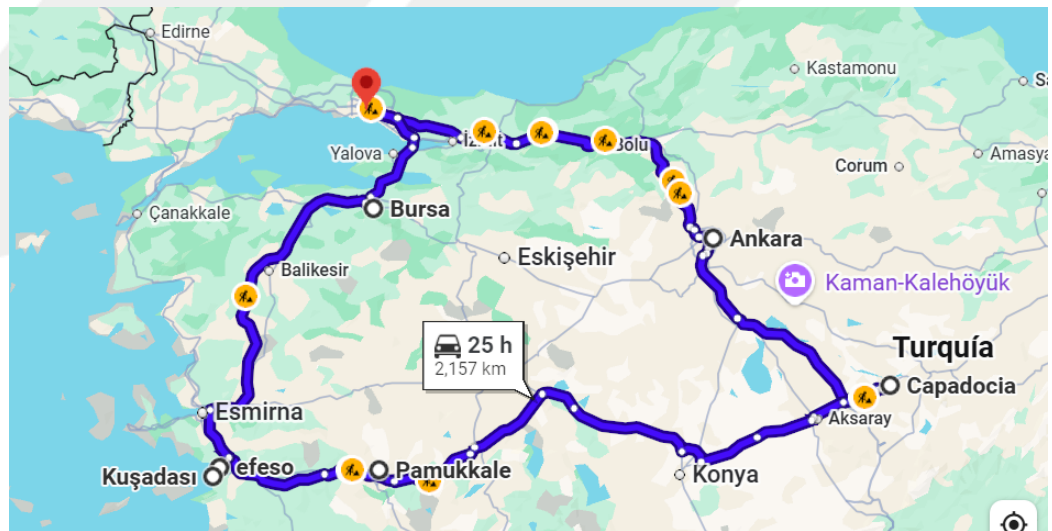 Edirne
Kastamonu
Sa
Yalova
İzmit
Bolu
Corum
Amasya
Çanakkale
Bursa
Ankara
Eskişehir
Balikesir
Kaman-Kalehöyük
25 h
2,157 km
Turquía
Capadocia
Aksaray
Esmirna
efeso
Kuşadası
Pamukkale
Konya